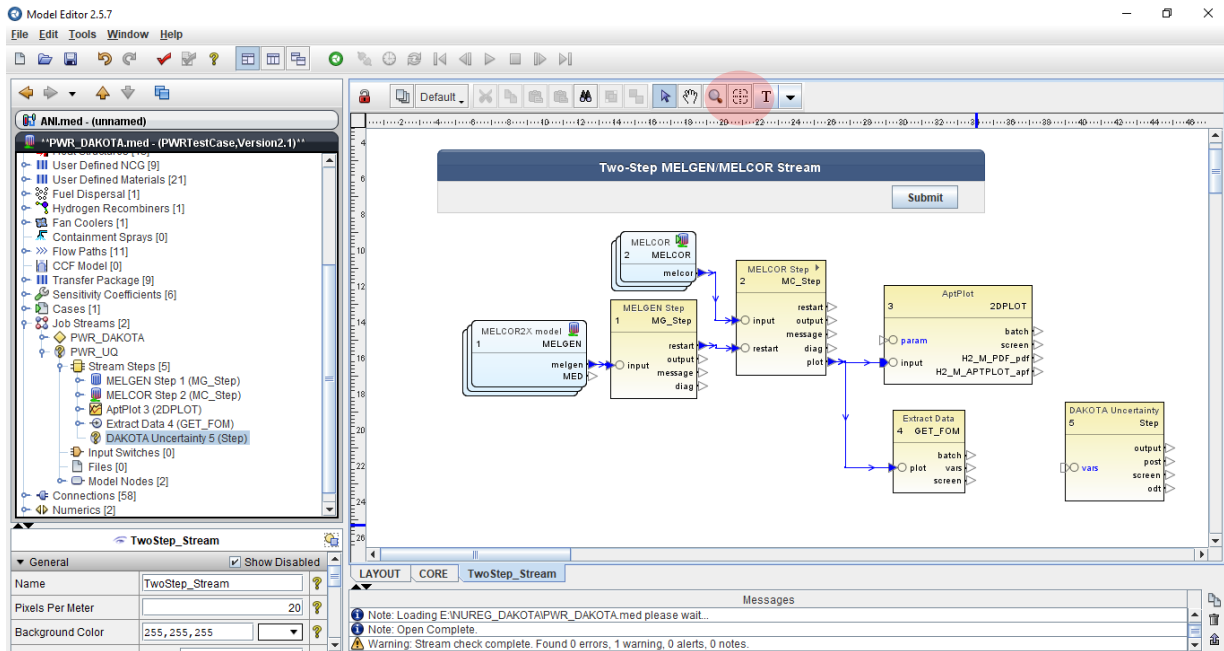 Model Editor 2.5.7
File Edit Tools Window Help
Default
ANI.med - (unnamed)
**PWR_DAKOTA.med - (PWRTestCase,Version2.1)**
User Defined NCG [9]
User Defined Materials [21]
Fuel Dispersal [1]
Hydrogen Recombiners [1]
Fan Coolers [1]
Containment Sprays [0]
Flow Paths [11]
CCF Model [0]
Transfer Package [9]
Sensitivity Coefficients [6]
Cases [1]
Job Streams [2]
PWR_DAKOTA
PWR_UQ
Stream Steps [5]
MELGEN Step 1 (MG_Step)
MELCOR Step 2 (MC_Step)
AptPlot 3 (2DPLOT)
Extract Data 4 (GET_FOM)
DAKOTA Uncertainty 5 (Step)
Input Switches [0]
Files [0]
Model Nodes [2]
Connections [58]
Numerics [2]
TwoStep_Stream
General
Show Disabled
Name
TwoStep_Stream
Pixels Per Meter
20
Background Color
255,255,255
Two-Step MELGEN/MELCOR Stream
Submit
MELCOR
2 MELCOR
melcor
MELCOR Step
2 MC_Step
restart
input output
message
restart diag
plot
AptPlot
3 2DPLOT
batch
param screen
H2_M_PDF_pdf
input H2_M_APTPLOT_apf
MELGEN Step
1 MG_Step
restart
input output
message
diag
MELCOR2X model
1 MELGEN
melgen
MED
Extract Data
4 GET_FOM
batch
plot vars
screen
DAKOTA Uncertainty
5 Step
output
post
vars screen
odt
LAYOUT CORE TwoStep_Stream
Messages
Note: Loading E:\NUREG_DAKOTA\PWR_DAKOTA.med please wait...
Note: Open Complete.
Warning: Stream check complete. Found 0 errors, 1 warning, 0 alerts, 0 notes.